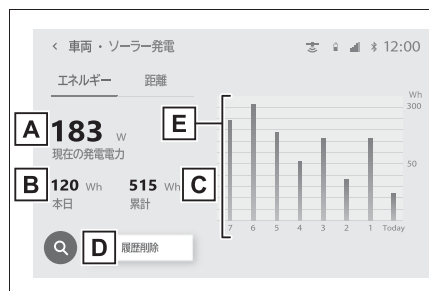 < 車両・ソーラー発電 12:00
エネルギー 距離
A 183 W
現在の発電電力
B 120 Wh 515 Wh C
本日 累計
D 履歴削除
E
Wh
300
50
7 6 5 4 3 2 1 Today